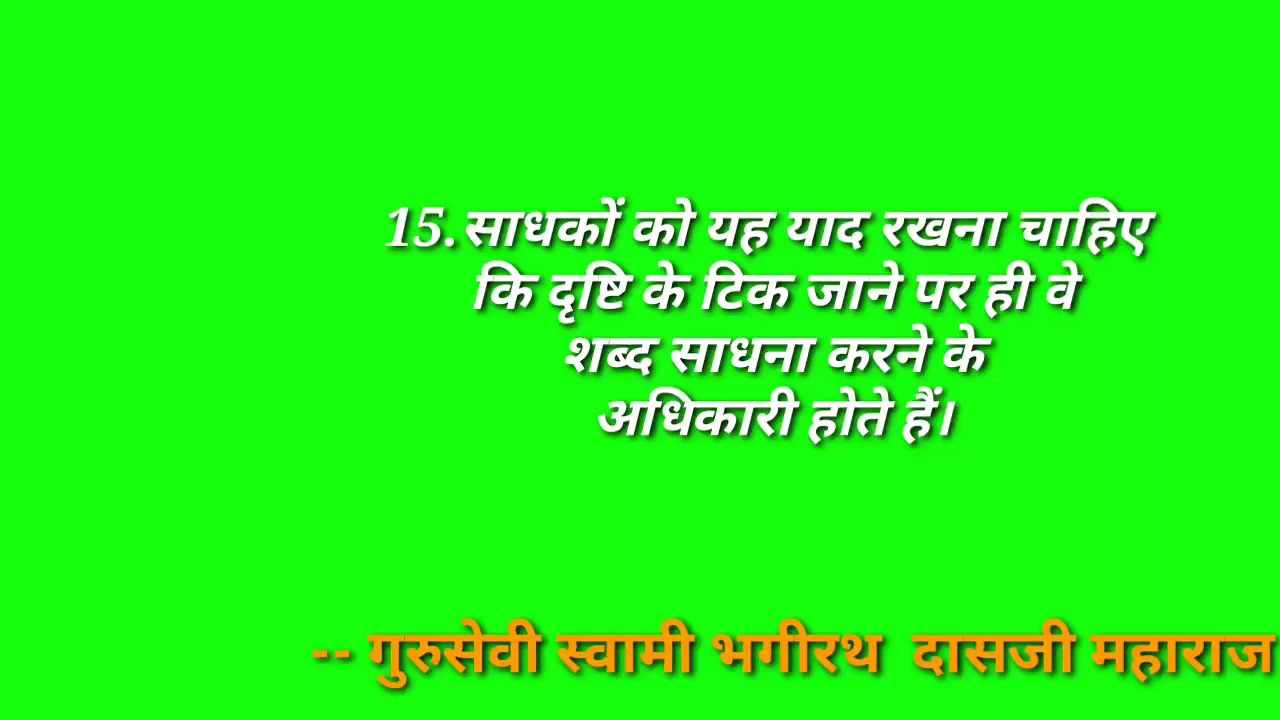 15.साधकों को यह याद रखना चाहिए
कि दृष्टि के टिक जाने पर ही वे
शब्द साधना करने के
अधिकारी होते हैं।
-- गुरुसेवी स्वामी भगीरथ दासजी महाराज